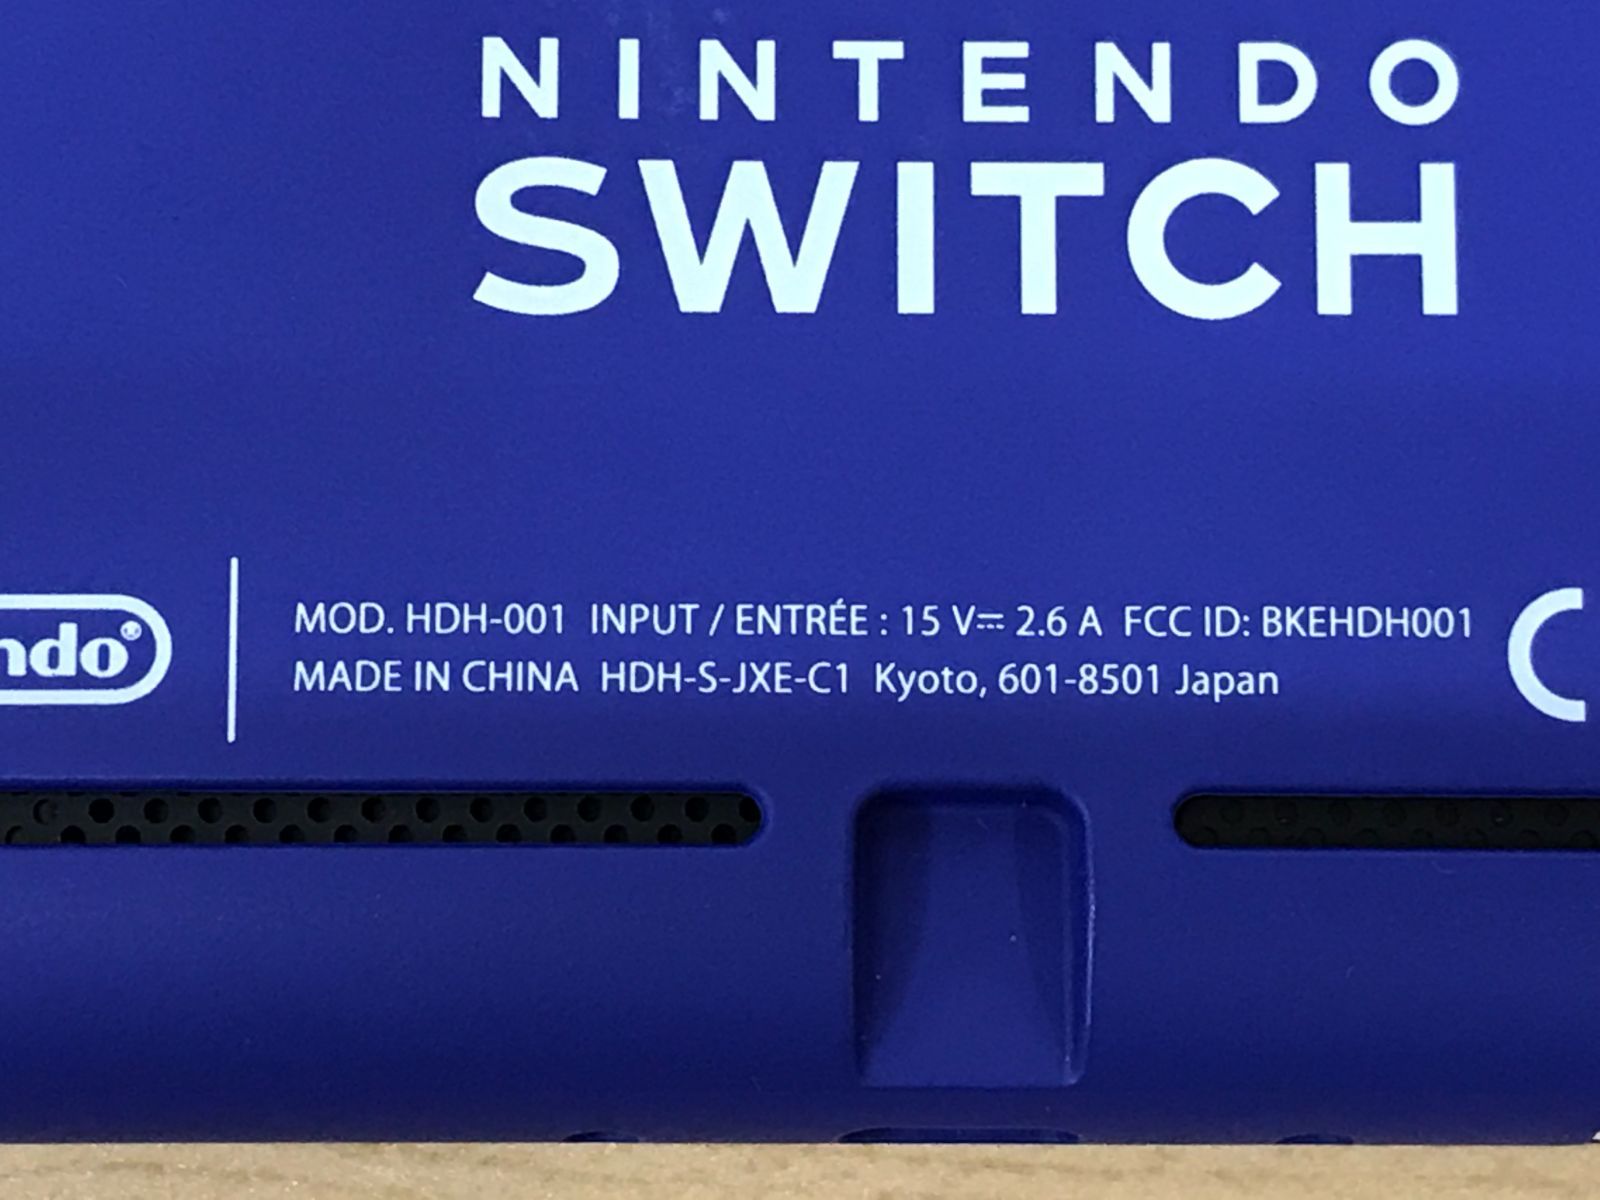 NINTENDO
SWITCH
MOD. HDH-001 INPUT / ENTRÉE : 15 V⎓ 2.6 A FCC ID: BKEHDH001
MADE IN CHINA HDH-S-JXE-C1 Kyoto, 601-8501 Japan
ndo®